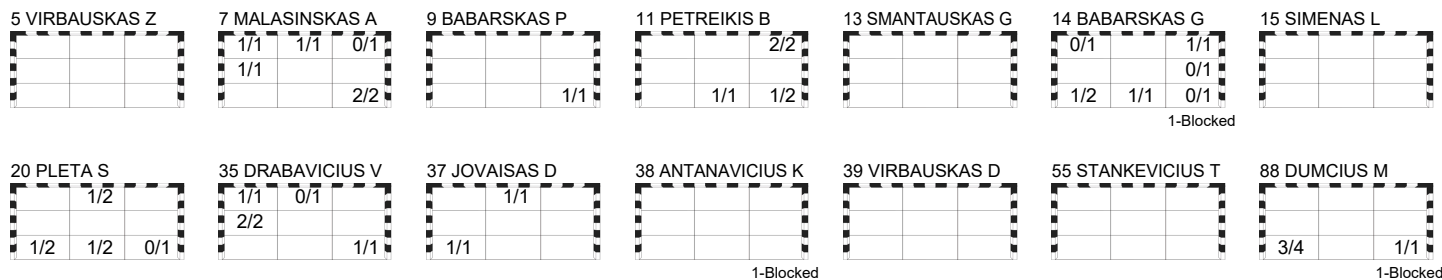 5 VIRBAUSKAS Z 7 MALASINSKAS A 9 BABARSKAS P 11 PETREIKIS B 13 SMANTAUSKAS G 14 BABARSKAS G 15 SIMENAS L
1/1 1/1 0/1 2/2 0/1 1/1
1/1 0/1
2/2 1/1 1/1 1/2 1/2 1/1 0/1
1-Blocked
20 PLETA S 35 DRABAVICIUS V 37 JOVAISAS D 38 ANTANAVICIUS K 39 VIRBAUSKAS D 55 STANKEVICIUS T 88 DUMCIUS M
1/2 1/1 0/1 1/1
2/2
1/2 1/2 0/1 1/1 1/1 3/4 1/1
1-Blocked 1-Blocked